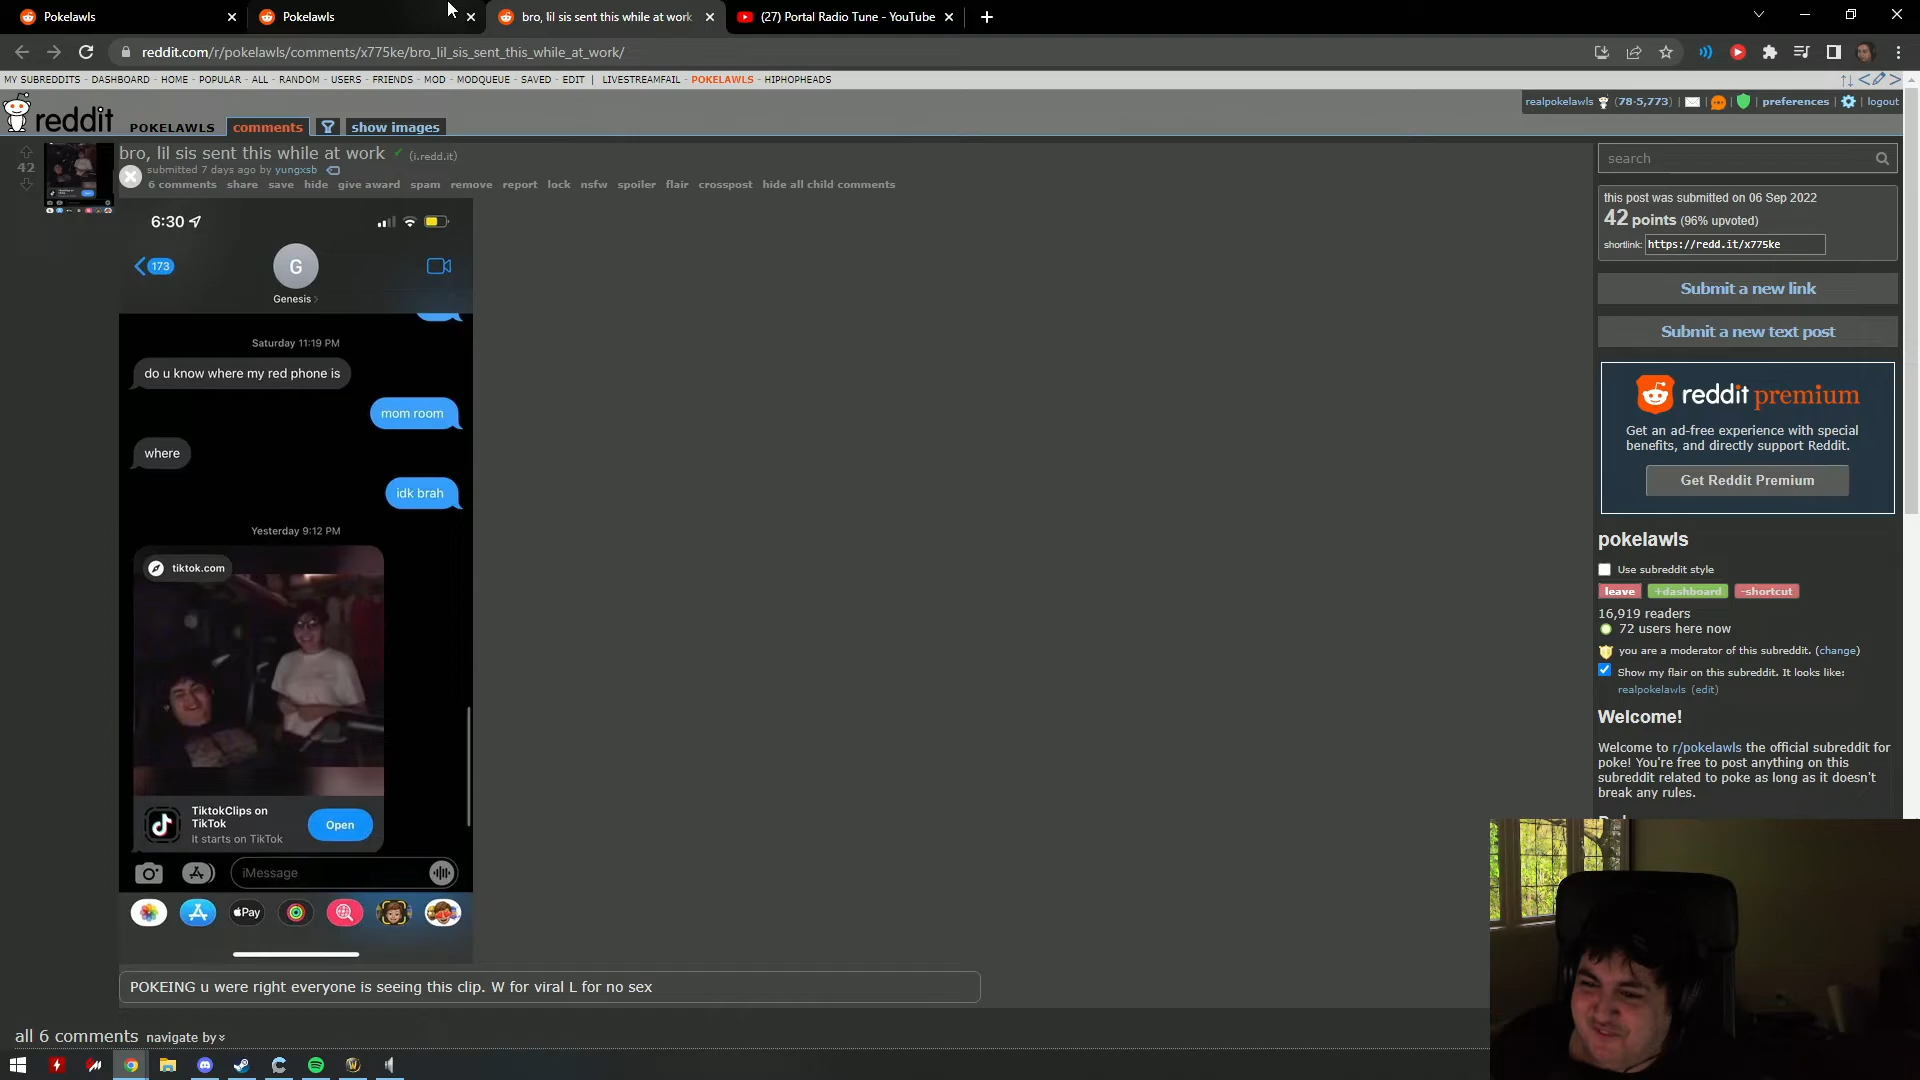 Pokelawls
Pokelawls
bro, lil sis sent this while at work
(27) Portal Radio Tune - YouTube
reddit.com/r/pokelawls/comments/x775ke/bro_lil_sis_sent_this_while_at_work/
MY SUBREDDITS - DASHBOARD - HOME - POPULAR - ALL - RANDOM - USERS - FRIENDS - MOD - MODQUEUE - SAVED - EDIT | LIVESTREAMFAIL - POKELAWLS - HIPHOPHEADS
realpokelawls (78·5,773) | | | | preferences | | logout
reddit POKELAWLS comments show images
42
bro, lil sis sent this while at work (i.redd.it)
submitted 7 days ago by yungxsb
6 comments share save hide give award spam remove report lock nsfw spoiler flair crosspost hide all child comments
6:30
173
G
Genesis
Saturday 11:19 PM
do u know where my red phone is
mom room
where
idk brah
Yesterday 9:12 PM
tiktok.com
TiktokClips on
TikTok
It starts on TikTok
Open
iMessage
Pay
POKEING u were right everyone is seeing this clip. W for viral L for no sex
all 6 comments navigate by
search
this post was submitted on 06 Sep 2022
42 points (96% upvoted)
shortlink: https://redd.it/x775ke
Submit a new link
Submit a new text post
reddit premium
Get an ad-free experience with special
benefits, and directly support Reddit.
Get Reddit Premium
pokelawls
Use subreddit style
leave +dashboard -shortcut
16,919 readers
72 users here now
you are a moderator of this subreddit. (change)
Show my flair on this subreddit. It looks like:
realpokelawls (edit)
Welcome!
Welcome to r/pokelawls the official subreddit for
poke! You're free to post anything on this
subreddit related to poke as long as it doesn't
break any rules.